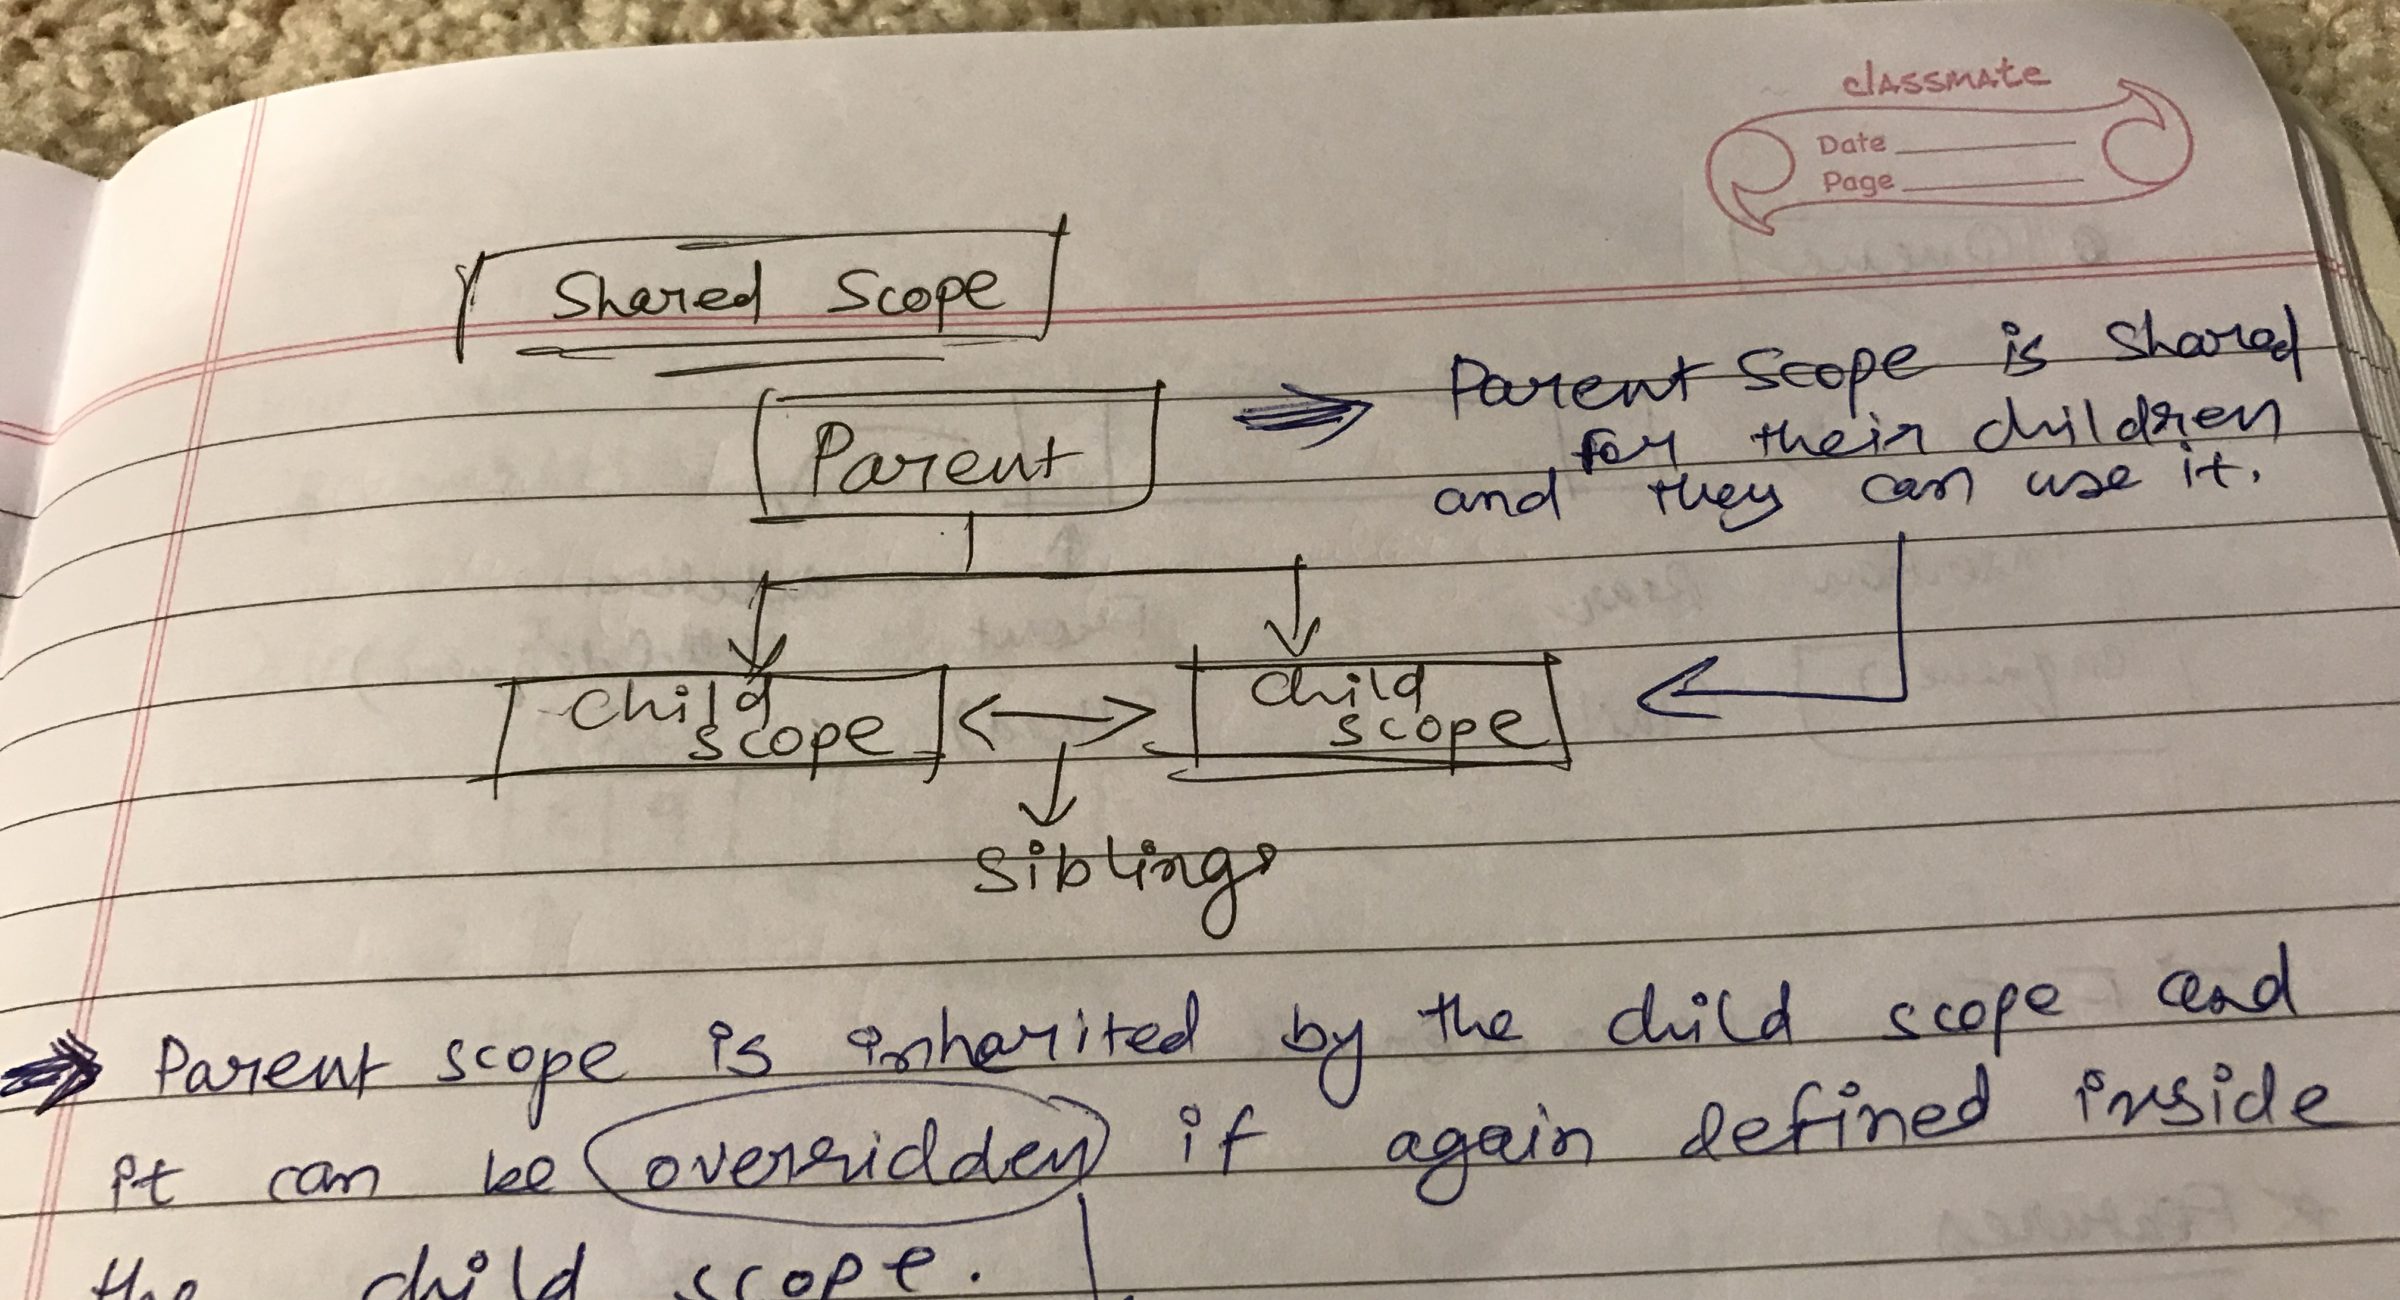 classmate
Date
Page
Shared Scope
Parent
Parent Scope is Shared
for their children
and they can use it.
Child
scope
Child
scope
Siblings
Parent scope is inharited by the child scope and
it can be overridden if again defined inside
the child scope.